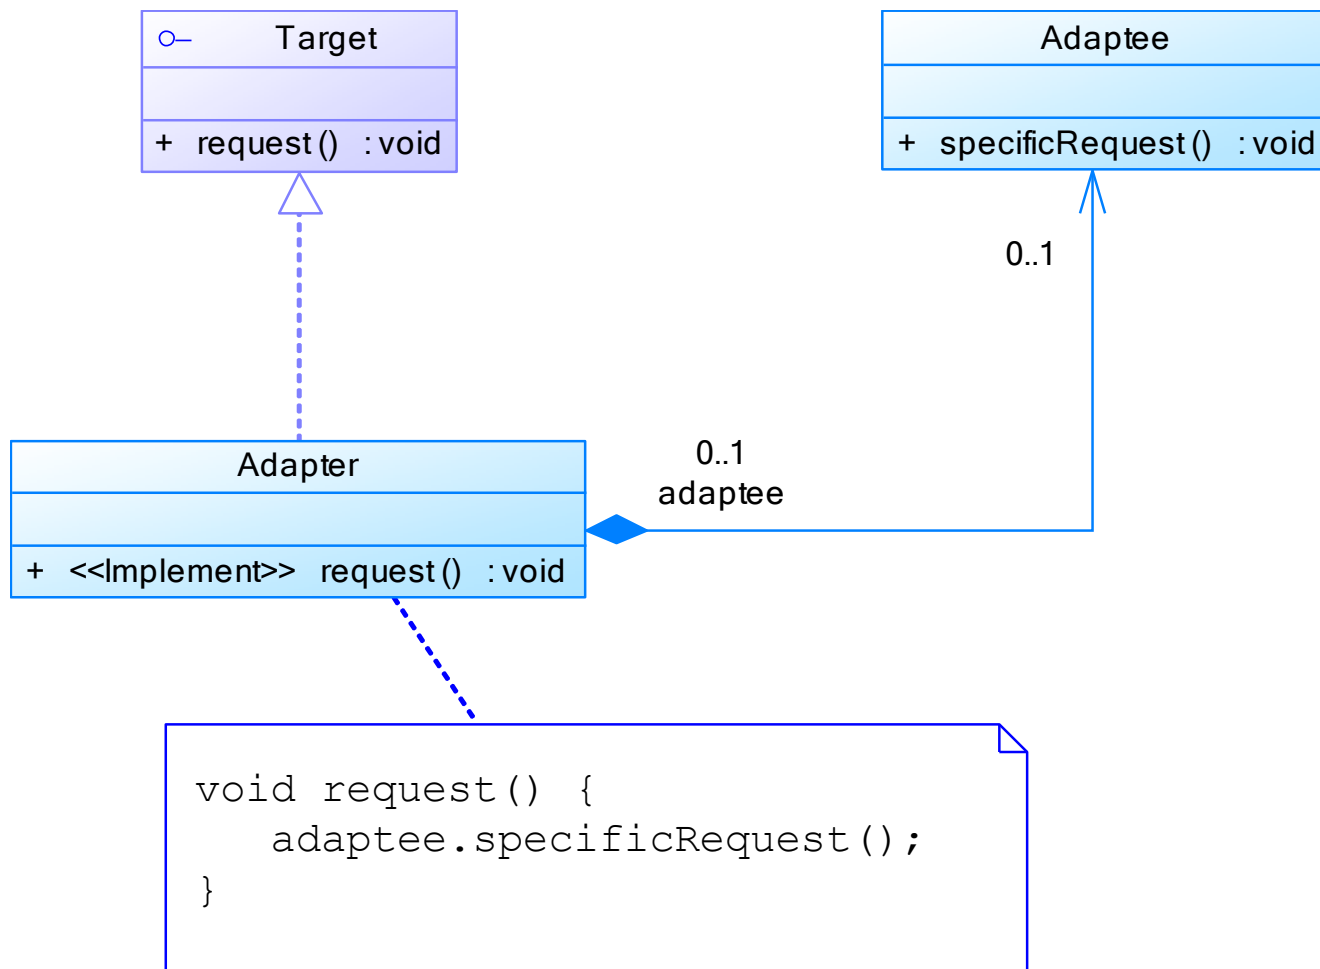 Target
+ request() : void
Adaptee
+ specificRequest() : void
0..1
Adapter
+ <<Implement>> request() : void
0..1
adaptee
void request() {
adaptee.specificRequest();
}